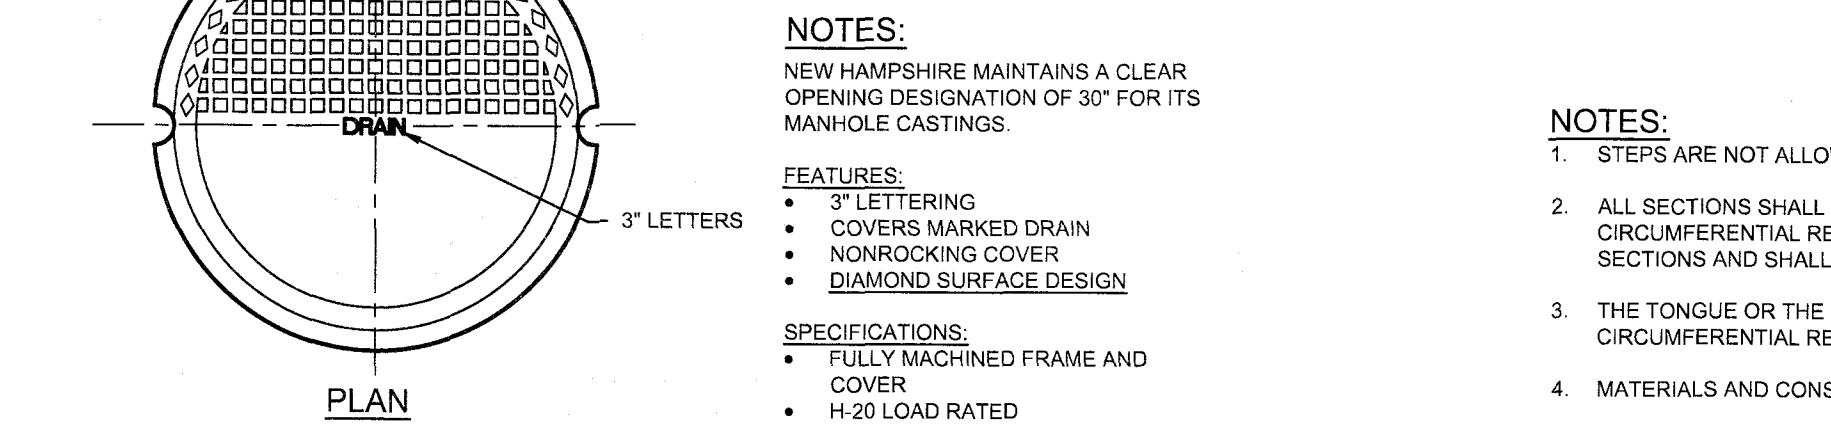 DRAIN
3" LETTERS
PLAN
NOTES:
NEW HAMPSHIRE MAINTAINS A CLEAR
OPENING DESIGNATION OF 30" FOR ITS
MANHOLE CASTINGS.
FEATURES:
• 3" LETTERING
• COVERS MARKED DRAIN
• NONROCKING COVER
• DIAMOND SURFACE DESIGN
SPECIFICATIONS:
• FULLY MACHINED FRAME AND
COVER
• H-20 LOAD RATED
NOTES:
1. STEPS ARE NOT ALLO
2. ALL SECTIONS SHALL
CIRCUMFERENTIAL RE
SECTIONS AND SHALL
3. THE TONGUE OR THE
CIRCUMFERENTIAL RE
4. MATERIALS AND CONS